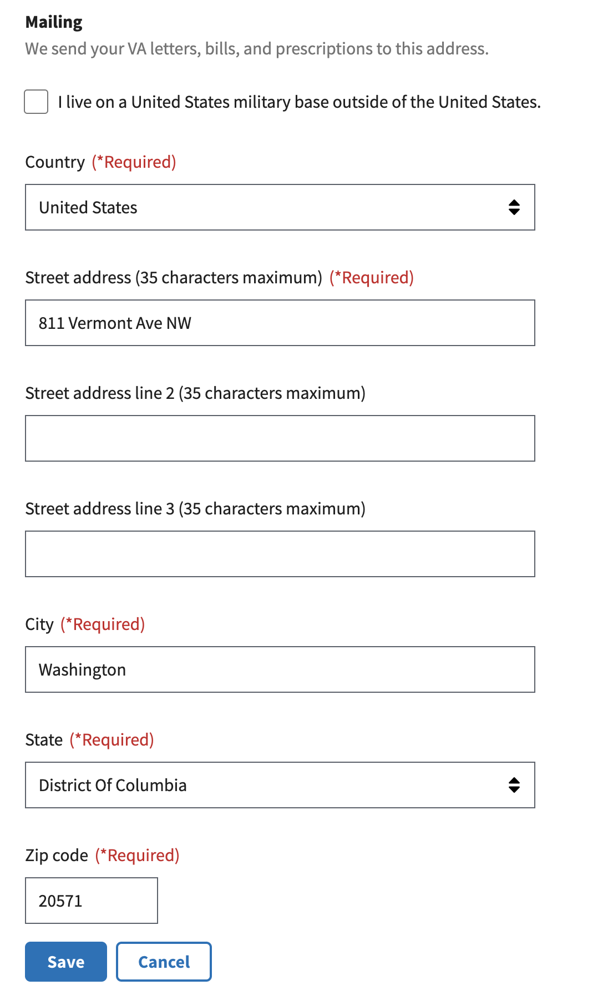 Mailing
We send your VA letters, bills, and prescriptions to this address.
I live on a United States military base outside of the United States.
Country (*Required)
United States
Street address (35 characters maximum) (*Required)
811 Vermont Ave NW
Street address line 2 (35 characters maximum)
Street address line 3 (35 characters maximum)
City (*Required)
Washington
State (*Required)
District Of Columbia
Zip code (*Required)
20571
Save Cancel